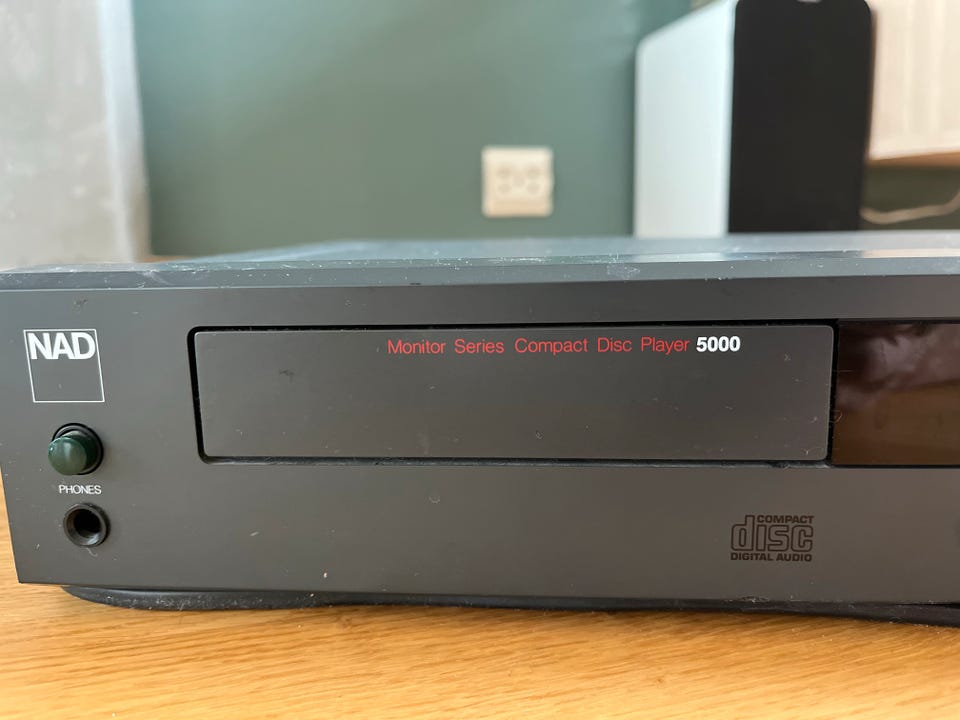 NAD
Monitor Series Compact Disc Player 5000
PHONES
COMPACT
disc
DIGITAL AUDIO